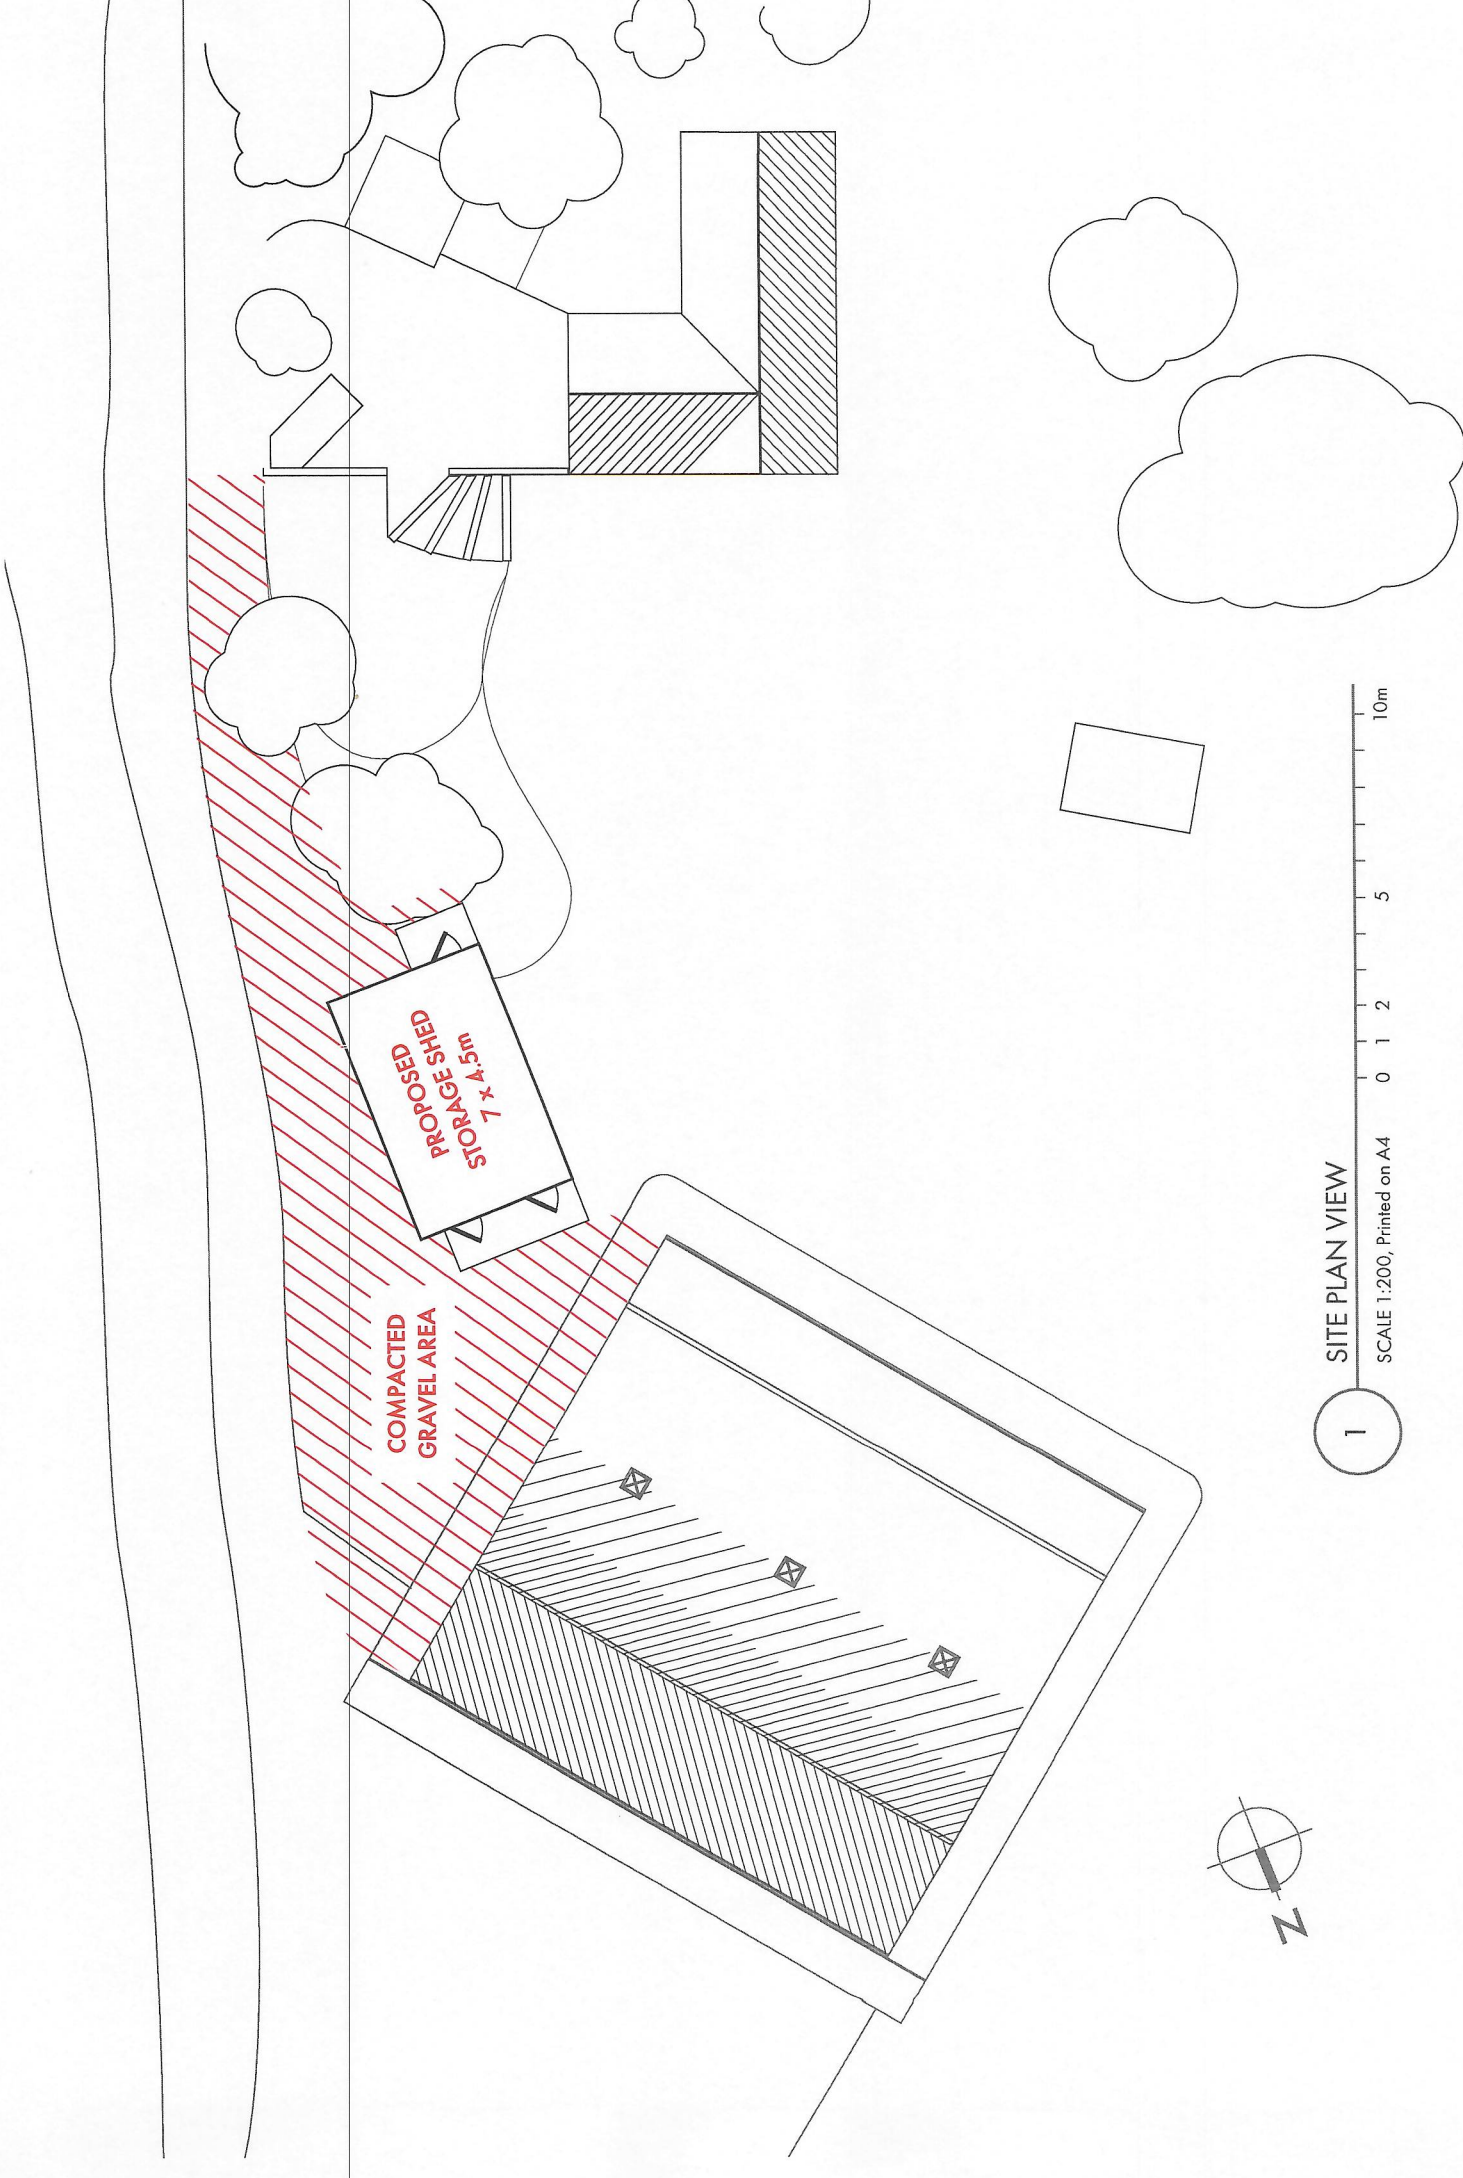 PROPOSED
STORAGE SHED
7 x 4.5m
COMPACTED
GRAVEL AREA
1
SITE PLAN VIEW
SCALE 1:200, Printed on A4
0 1 2 5 10m
N